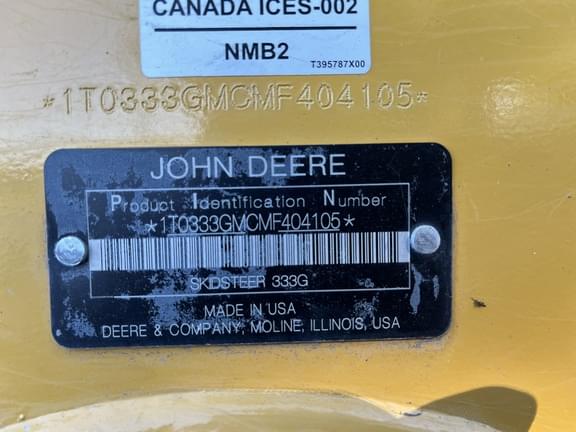 CANADA ICES-002
NMB2
T395787X00
*1T0333GMCMF404105*
JOHN DEERE
Product Identification Number
*1T0333GMCMF404105*
SKIDSTEER 333G
MADE IN USA
DEERE & COMPANY, MOLINE, ILLINOIS, USA